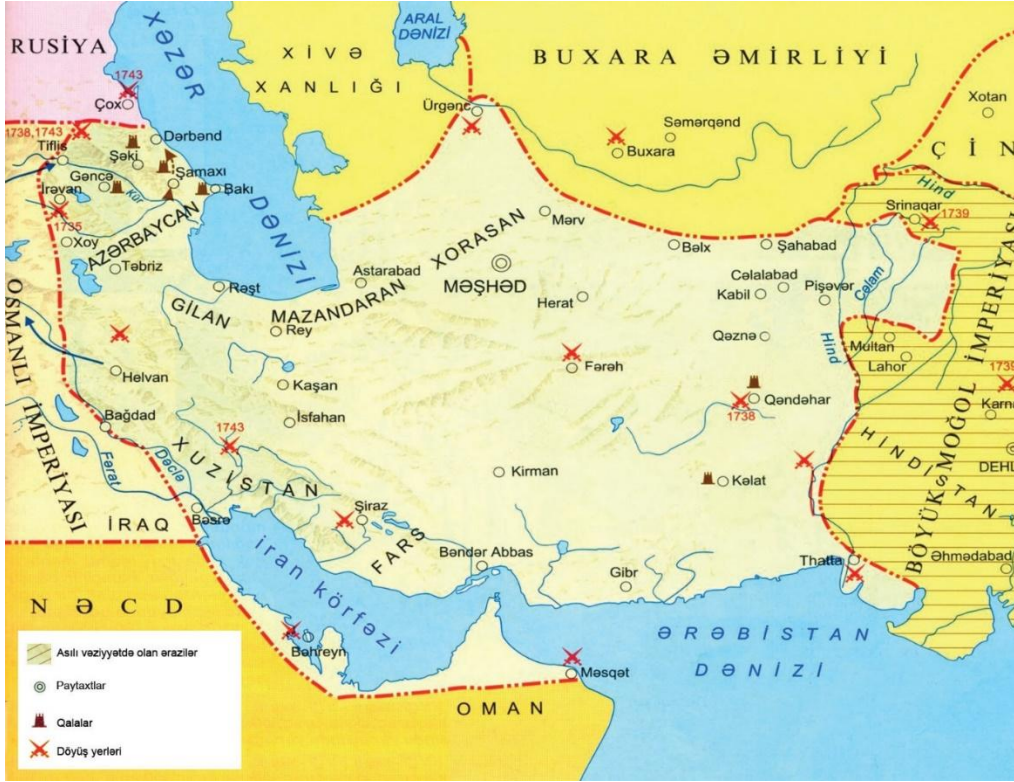 RUSİYA
XƏZƏR
DƏNİZİ
ARAL
DƏNİZİ
XİVƏ
XANLIĞI
BUXARA ƏMİRLİYİ
Xotan
ÇİN
1743
Çox
Ürgənc
Səmərqənd
Buxara
1738,1743
Tiflis
Dərbənd
Şəki
Gəncə
Şamaxı
Bakı
Kür
İrəvan
1735
Xoy
AZƏRBAYCAN
Təbriz
Hind
Srinaqar
1739
Mərv
Bəlx
Şahabad
XORASAN
Astarabad
MƏŞHƏD
Rəşt
GİLAN
MAZANDARAN
Rey
Herat
Cəlalabad
Kabil
Pişəvər
Cəlam
Qəznə
Hind
Multan
Lahor
OSMANLI İMPERİYASI
Helvan
Kaşan
İsfahan
Fərəh
Qəndəhar
1738
1739
Karna
DEHL
BÖYÜK MOĞOL İMPERİYASI
HİNDİSTAN
Bağdad
1743
Fərat
Dəclə
XUZİSTAN
Kirman
Kəlat
İRAQ
Bəsrə
Şiraz
FARS
Bəndər Abbas
Gibr
Thatta
Əhmədabad
iran körfəzi
NƏCD
Bəhreyn
Məsqət
OMAN
ƏRƏBİSTAN
DƏNİZİ
Asılı vəziyyətdə olan ərazilər
Paytaxtlar
Qalalar
Döyüş yerləri